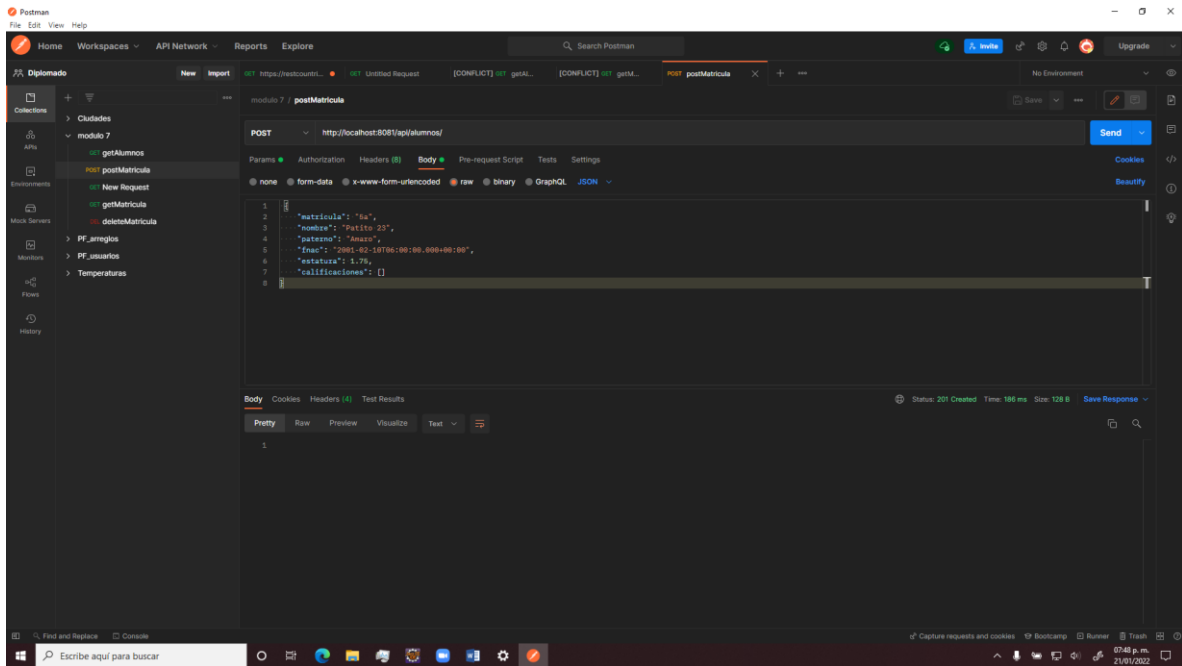 Postman
File Edit View Help
Home Workspaces API Network Reports Explore Search Postman Invite Upgrade
Diplomado New Import GET https://restcountri... GET Untitled Request [CONFLICT] GET getAl... [CONFLICT] GET getM... POST postMatricula No Environment
Collections
APIs
Environments
Mock Servers
Monitors
Flows
History
Ciudades
modulo 7
GET getAlumnos
POST postMatricula
GET New Request
GET getMatricula
DEL deleteMatricula
PF_arreglos
PF_usuarios
Temperaturas
modulo 7 / postMatricula Save
POST http://localhost:8081/api/alumnos/ Send
Params Authorization Headers (8) Body Pre-request Script Tests Settings Cookies
none form-data x-www-form-urlencoded raw binary GraphQL JSON Beautify
1 {
2 "matricula": "6a",
3 "nombre": "Patito 23",
4 "paterno": "Amaro",
5 "fnac": "2001-02-10T06:00:00.000+00:00",
6 "estatura": 1.75,
7 "calificaciones": []
8 }
Body Cookies Headers (4) Test Results Status: 201 Created Time: 186 ms Size: 128 B Save Response
Pretty Raw Preview Visualize Text
1
Find and Replace Console Capture requests and cookies Bootcamp Runner Trash
Escribe aquí para buscar
07:48 p. m.
21/01/2022